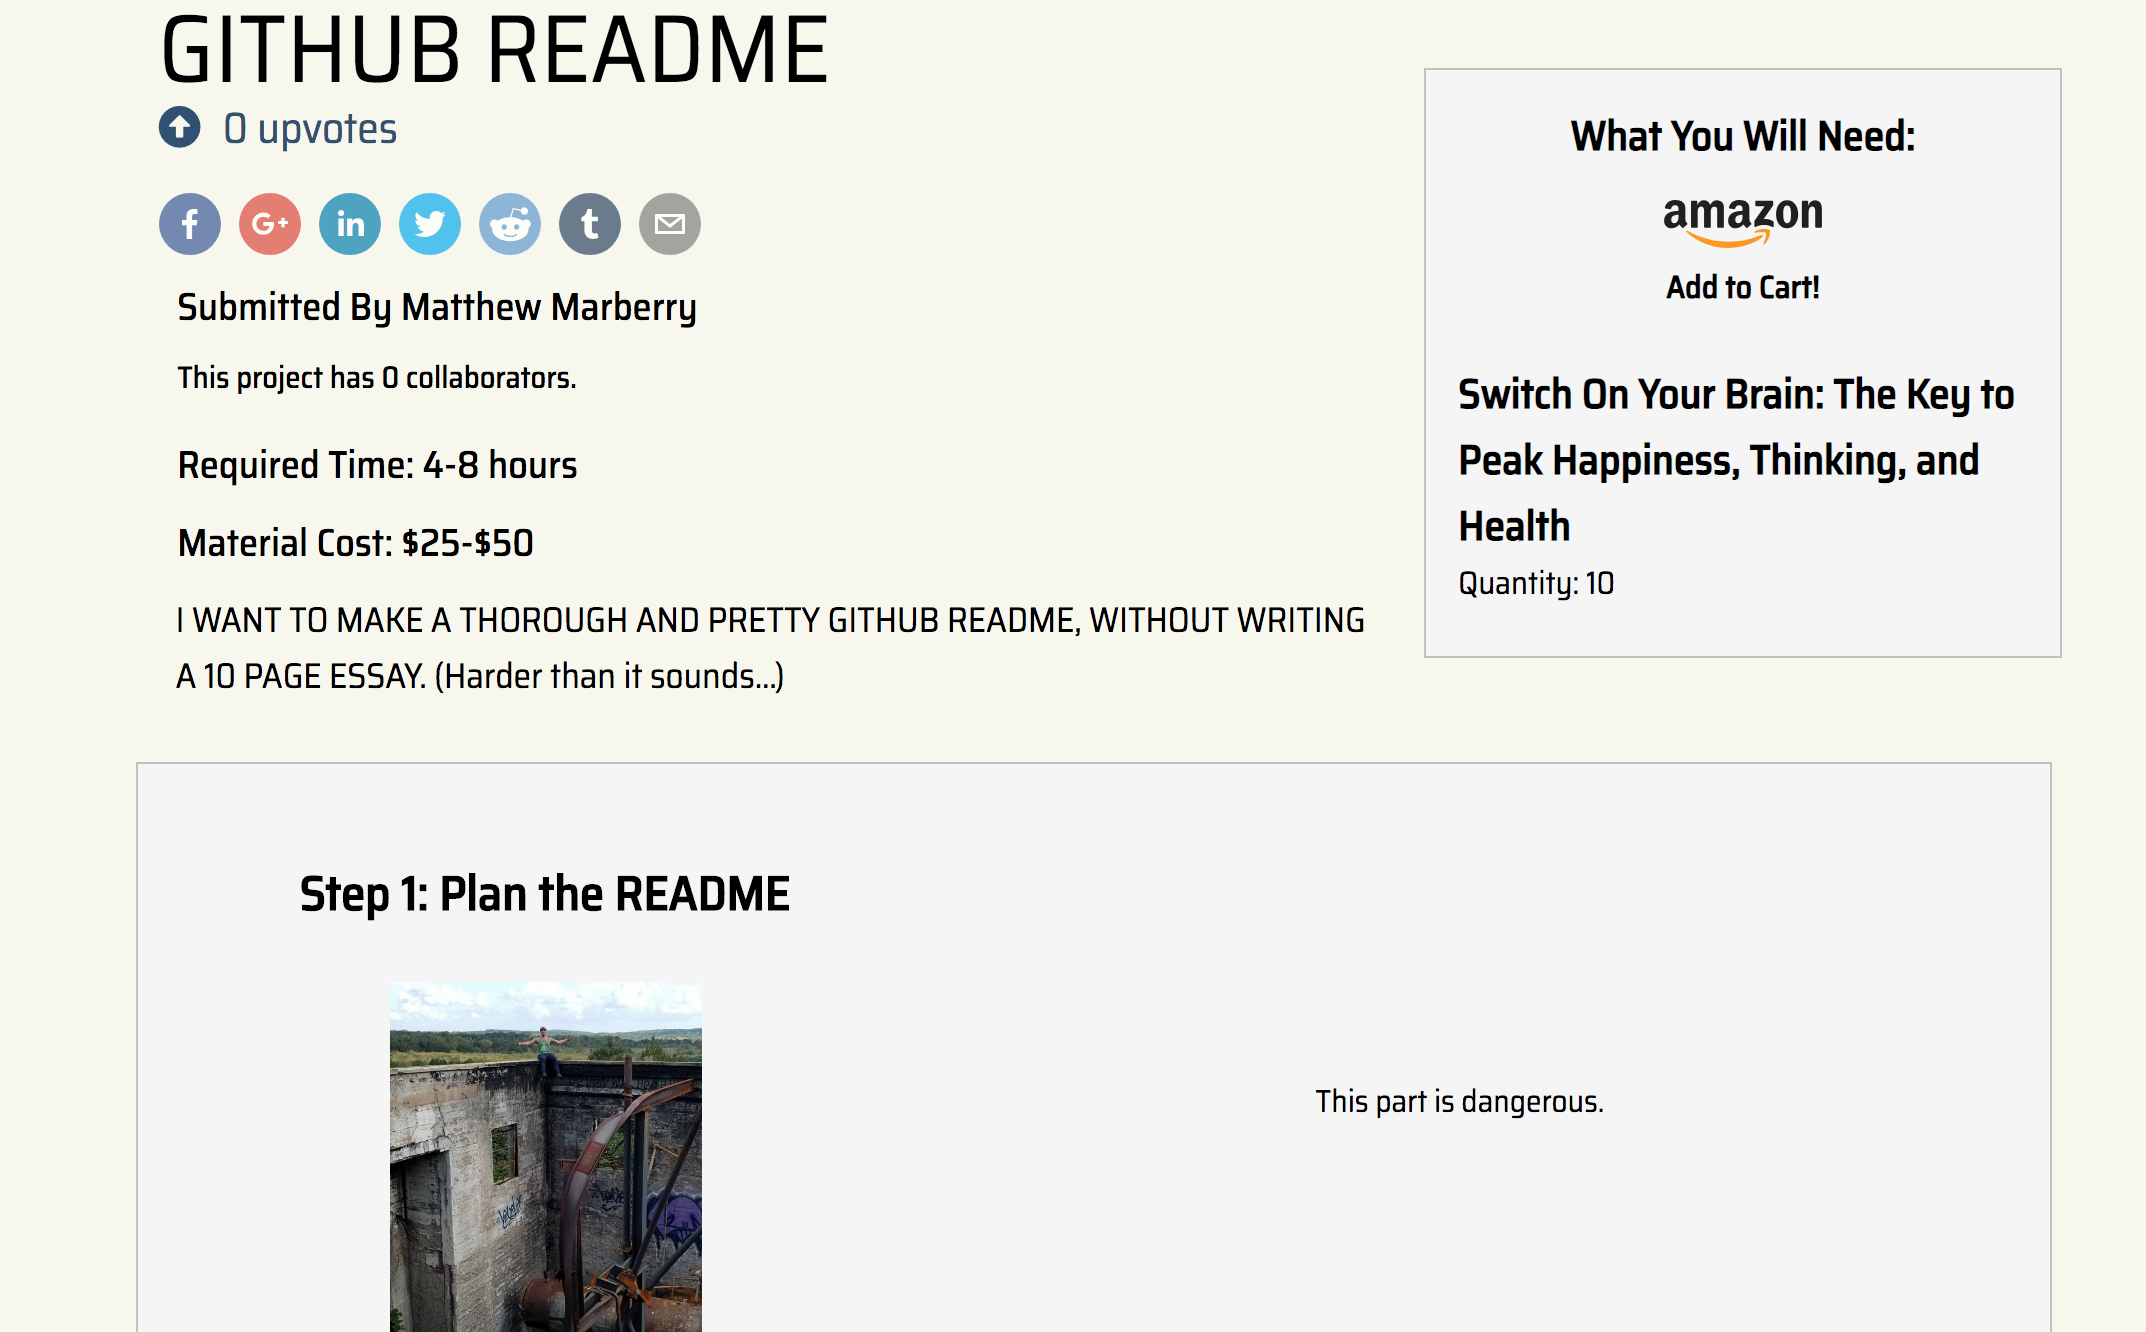 GITHUB README
0 upvotes
Submitted By Matthew Marberry
This project has 0 collaborators.
Required Time: 4-8 hours
Material Cost: $25-$50
I WANT TO MAKE A THOROUGH AND PRETTY GITHUB README, WITHOUT WRITING
A 10 PAGE ESSAY. (Harder than it sounds...)
What You Will Need:
amazon
Add to Cart!
Switch On Your Brain: The Key to
Peak Happiness, Thinking, and
Health
Quantity: 10
Step 1: Plan the README
This part is dangerous.